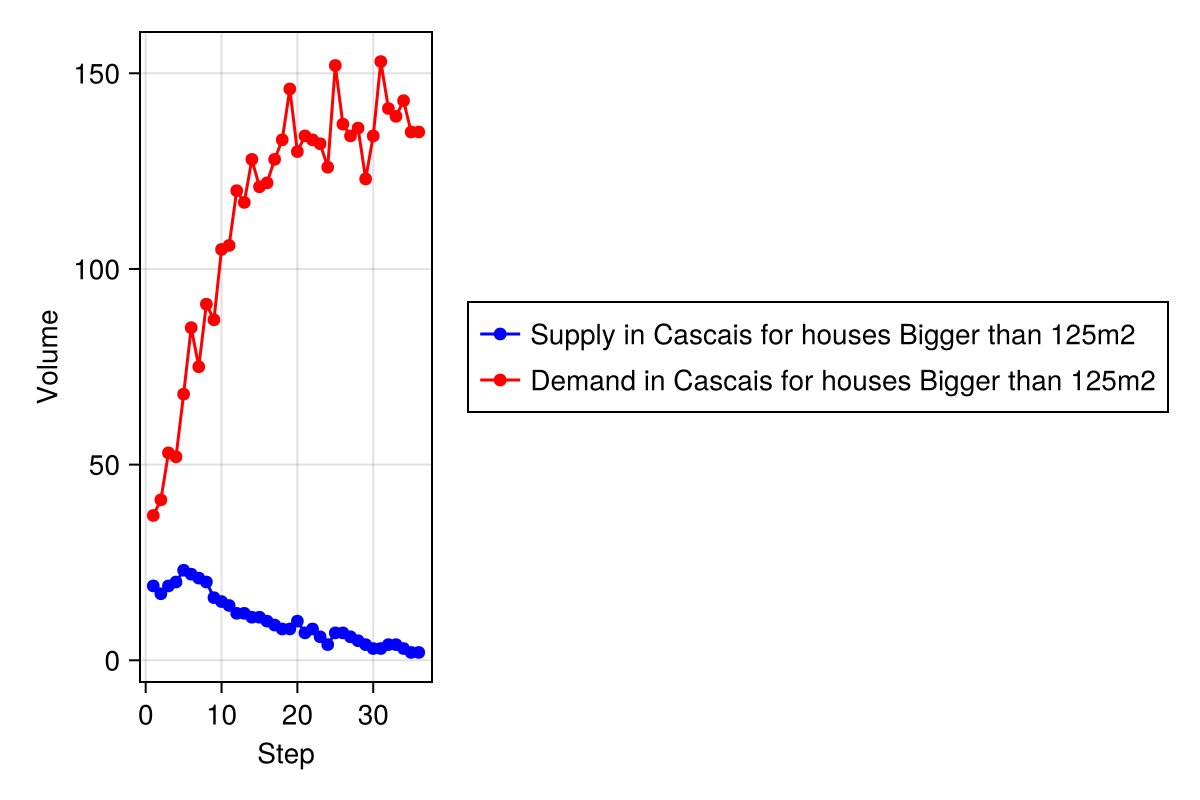 150
100
50
0
Volume
0 10 20 30
Step
Supply in Cascais for houses Bigger than 125m2
Demand in Cascais for houses Bigger than 125m2